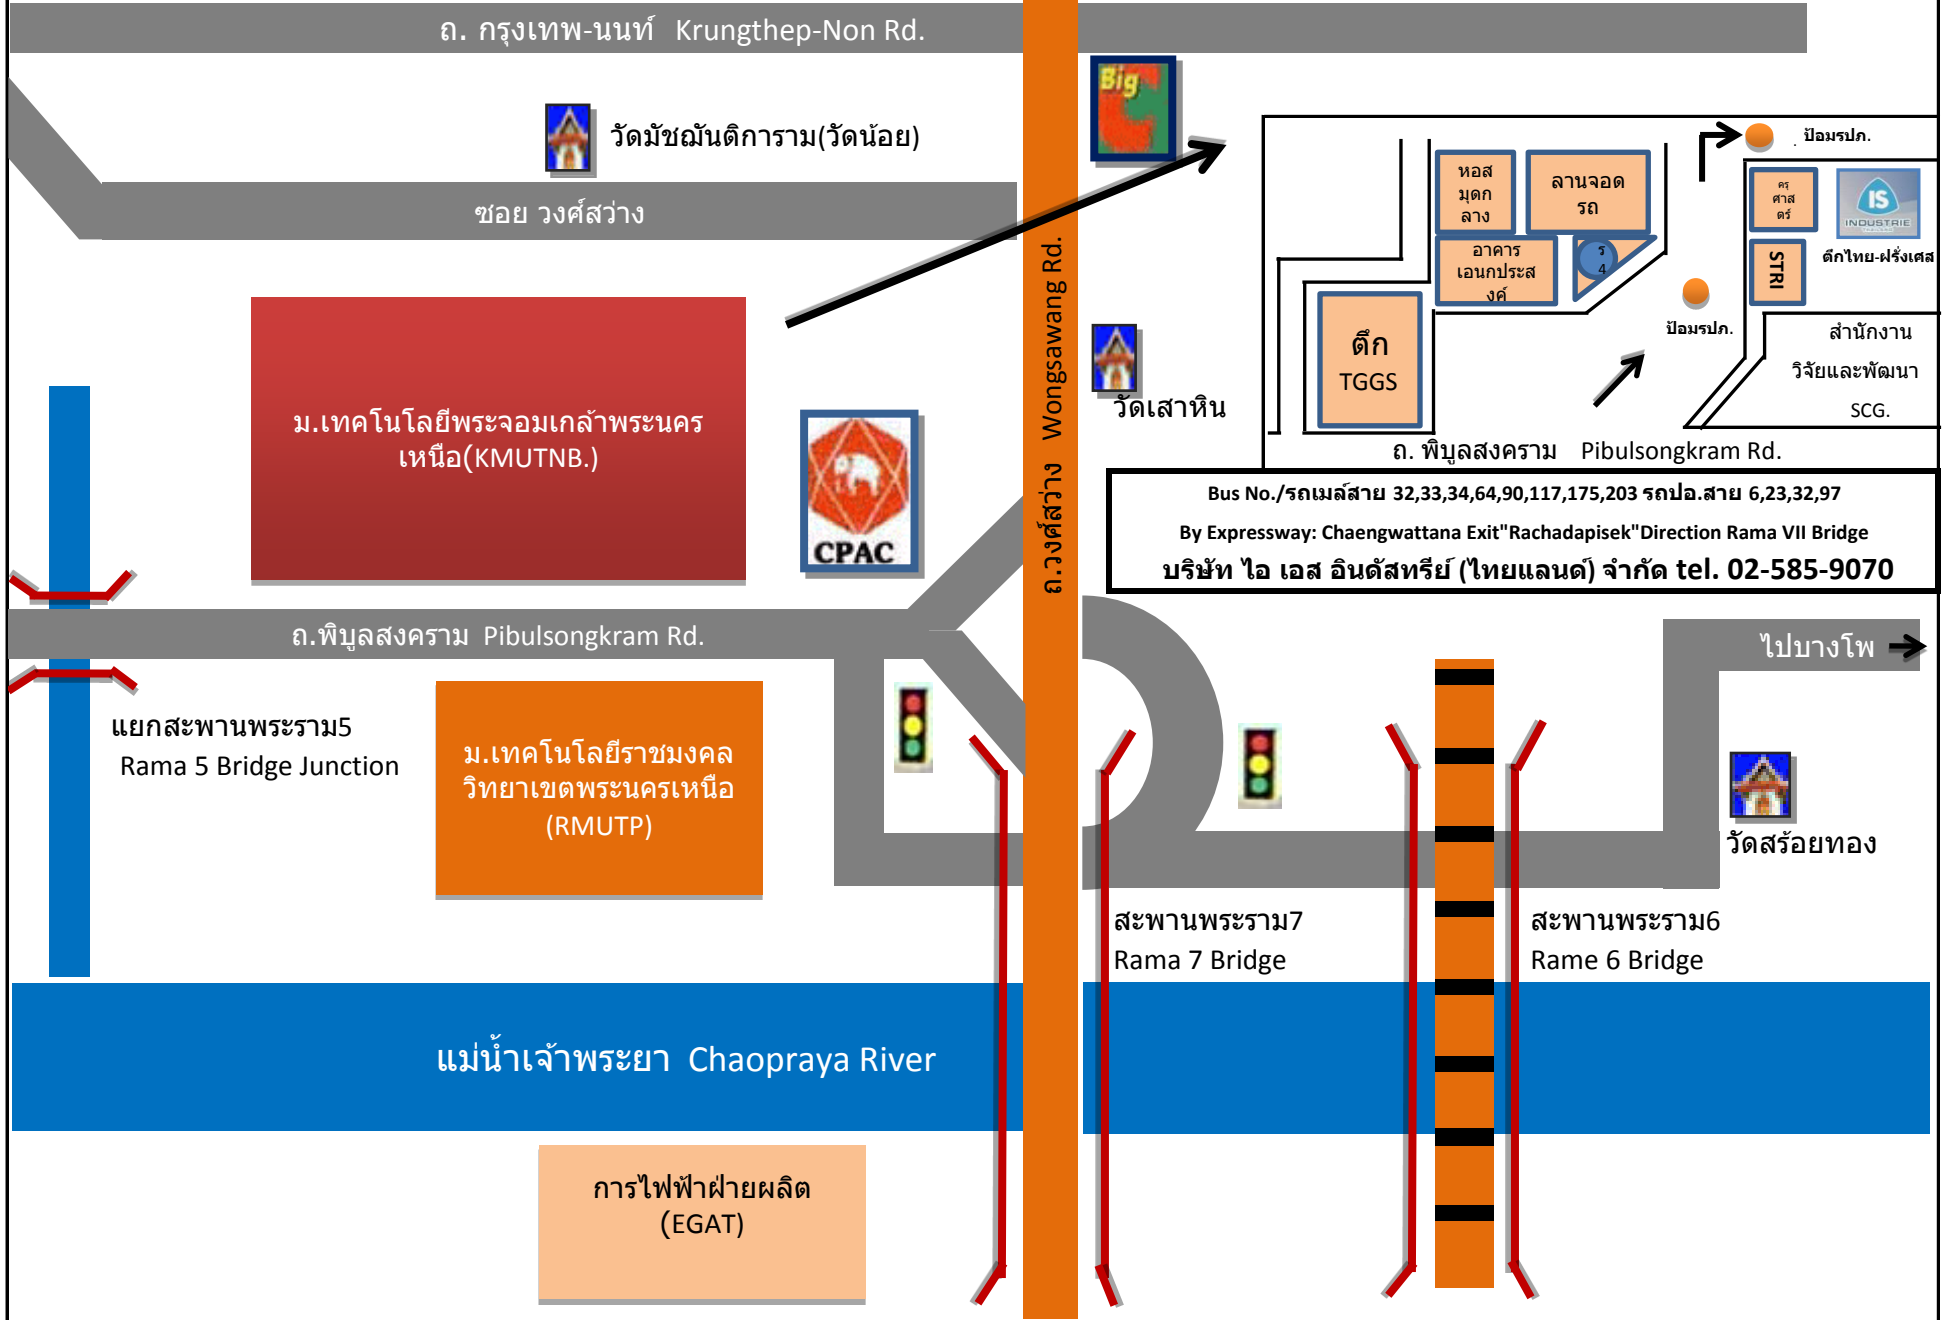 ถ. กรุงเทพ-นนท์ Krungthep-Non Rd.
Big
วัดมัชฌันติการาม(วัดน้อย)
ซอย วงศ์สว่าง
ป้อมรปภ.
หอส
มุดก
ลาง
ลานจอด
รถ
ครุ
ศาส
ตร์
IS
INDUSTRIE
ตึกไทย-ฝรั่งเศส
อาคาร
เอนกประส
งค์
ร
4
STRI
ป้อมรปภ.
ตึก
TGGS
สำนักงาน
วิจัยและพัฒนา
SCG.
ถ. พิบูลสงคราม Pibulsongkram Rd.
ถ.วงศ์สว่าง Wongsawang Rd.
วัดเสาหิน
ม.เทคโนโลยีพระจอมเกล้าพระนคร
เหนือ(KMUTNB.)
CPAC
Bus No./รถเมล์สาย 32,33,34,64,90,117,175,203 รถปอ.สาย 6,23,32,97
By Expressway: Chaengwattana Exit"Rachadapisek"Direction Rama VII Bridge
บริษัท ไอ เอส อินดัสทรีย์ (ไทยแลนด์) จำกัด tel. 02-585-9070
ถ.พิบูลสงคราม Pibulsongkram Rd.
ไปบางโพ
แยกสะพานพระราม5
Rama 5 Bridge Junction
ม.เทคโนโลยีราชมงคล
วิทยาเขตพระนครเหนือ
(RMUTP)
วัดสร้อยทอง
สะพานพระราม7
Rama 7 Bridge
สะพานพระราม6
Rame 6 Bridge
แม่น้ำเจ้าพระยา Chaopraya River
การไฟฟ้าฝ่ายผลิต
(EGAT)